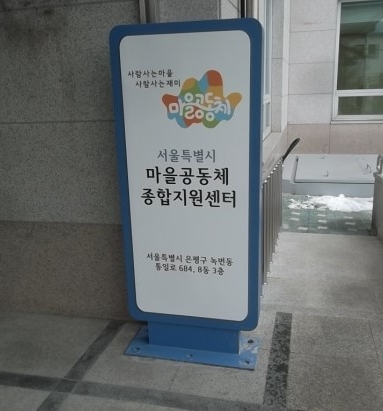 사람사는마을
사람사는재미
마을공동체
서울특별시
마을공동체
종합지원센터
서울특별시 은평구 녹번동
통일로 684, 8동 3층